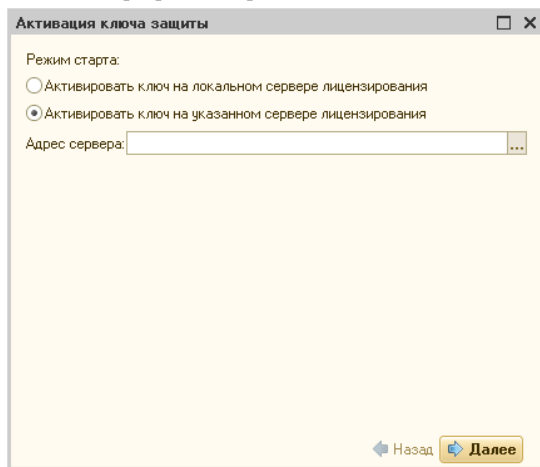 Активация ключа защиты
Режим старта:
Активировать ключ на локальном сервере лицензирования
Активировать ключ на указанном сервере лицензирования
Адрес сервера: ...
Назад Далее